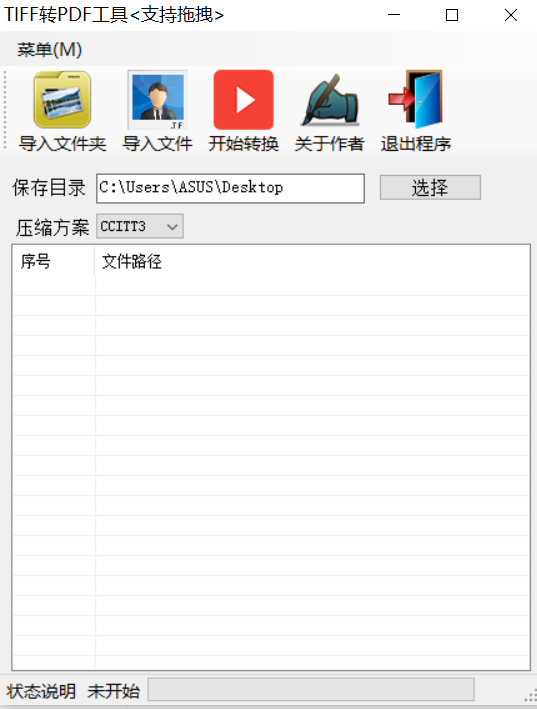 TIFF转PDF工具<支持拖拽>
菜单(M)
.TF
导入文件夹 导入文件 开始转换 关于作者 退出程序
保存目录 C:\Users\ASUS\Desktop 选择
压缩方案 CCITT3
序号 文件路径
状态说明 未开始